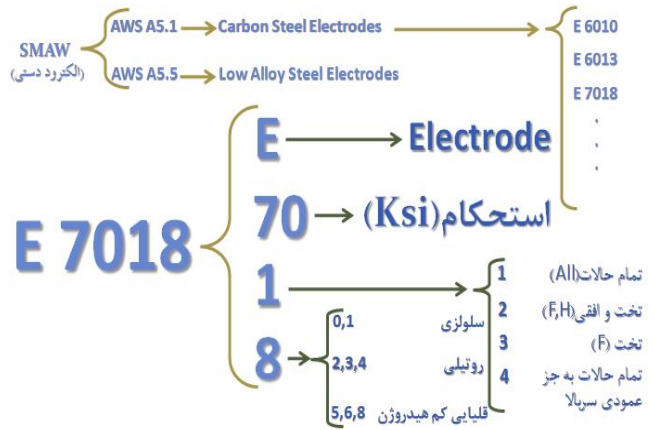 SMAW
(الکترود دستی)
AWS A5.1 Carbon Steel Electrodes
AWS A5.5 Low Alloy Steel Electrodes
E 6010
E 6013
E 7018
.
.
.
E 7018
E Electrode
70 استحکام(Ksi)
1
1 تمام حالات(All)
2 تخت و افقی(F,H)
3 تخت (F)
4 تمام حالات به جز
عمودی سربالا
8
0,1 سلولزی
2,3,4 روتیلی
5,6,8 قلیایی کم هیدروژن